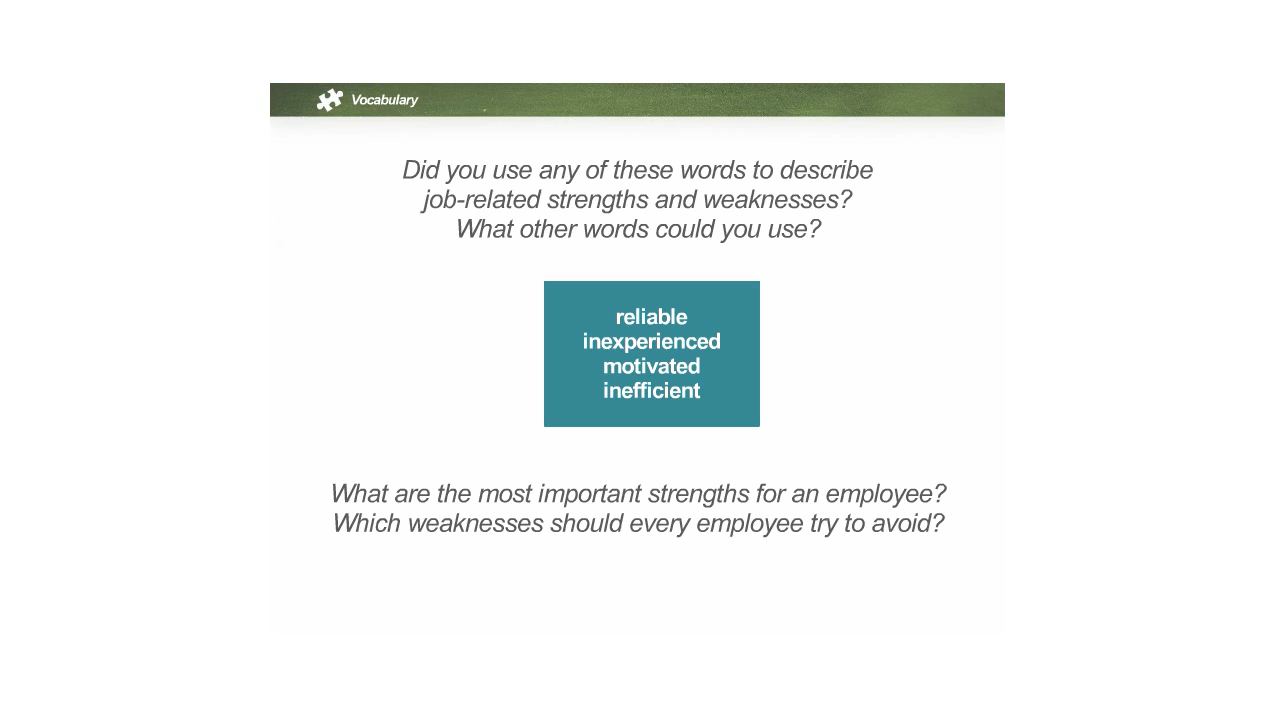 Vocabulary
Did you use any of these words to describe
job-related strengths and weaknesses?
What other words could you use?
reliable
inexperienced
motivated
inefficient
What are the most important strengths for an employee?
Which weaknesses should every employee try to avoid?